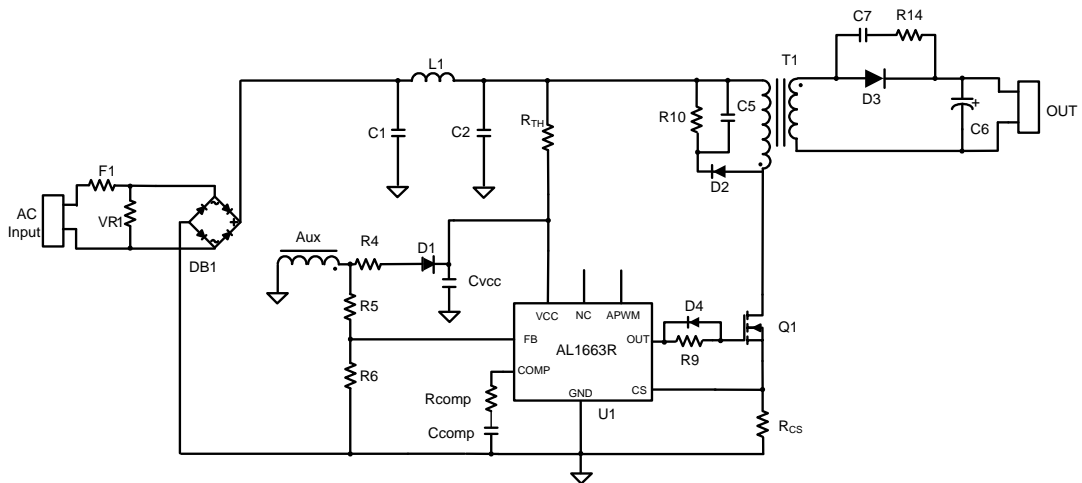 C7
R14
T1
L1
D3
C5
R10
RTH
C1
C2
C6
OUT
D2
F1
AC
Input
VR1
DB1
Aux
R4
D1
Cvcc
D4
R5
VCC
NC
APWM
Q1
FB
AL1663R
OUT
R9
R6
COMP
CS
Rcomp
GND
U1
Ccomp
RCS
+
+